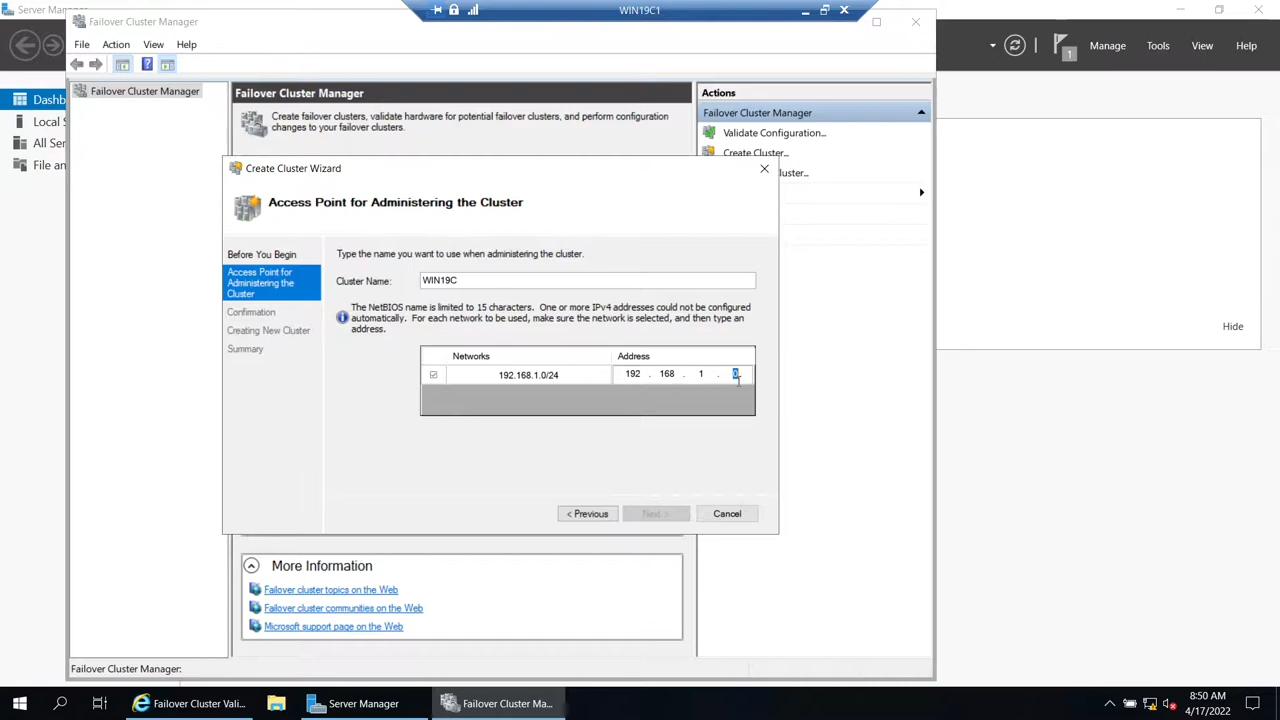 Server Manager
WIN19C1
Failover Cluster Manager
File Action View Help
1
Manage Tools View Help
Dashb
Local S
All Ser
File an
Failover Cluster Manager
Failover Cluster Manager
Create failover clusters, validate hardware for potential failover clusters, and perform configuration
changes to your failover clusters.
Actions
Failover Cluster Manager
Validate Configuration...
Create Cluster...
luster...
Create Cluster Wizard
Access Point for Administering the Cluster
Before You Begin
Access Point for
Administering the
Cluster
Confirmation
Creating New Cluster
Summary
Type the name you want to use when administering the cluster.
Cluster Name: WIN19C
The NetBIOS name is limited to 15 characters. One or more IPv4 addresses could not be configured
automatically. For each network to be used, make sure the network is selected, and then type an
address.
Networks Address
192.168.1.0/24 192 . 168 . 1 . 0
< Previous Next > Cancel
Hide
More Information
Failover cluster topics on the Web
Failover cluster communities on the Web
Microsoft support page on the Web
Failover Cluster Manager:
Failover Cluster Vali... Server Manager Failover Cluster Ma...
8:50 AM
4/17/2022